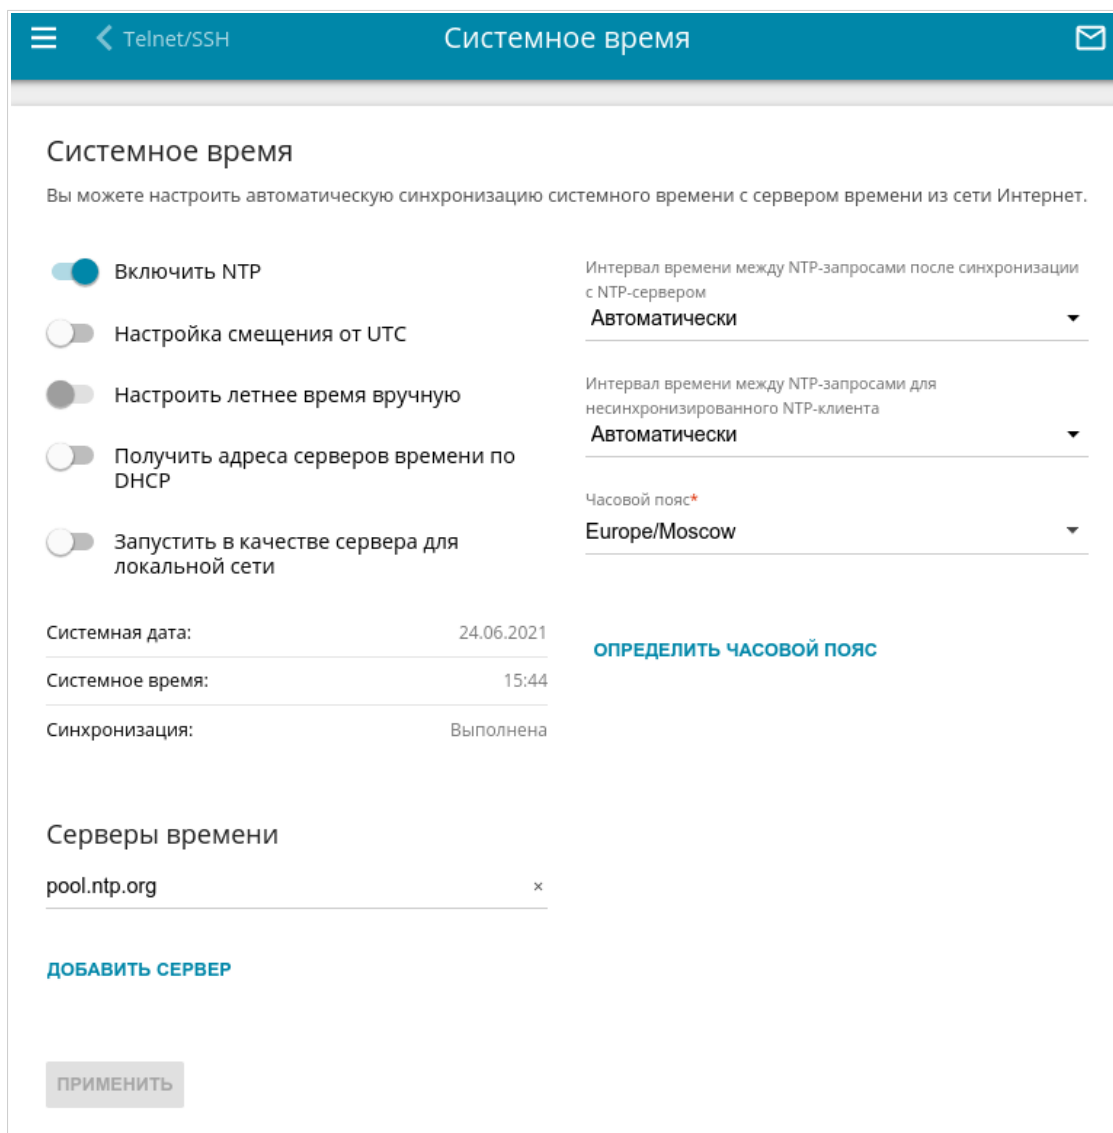 Telnet/SSH
Системное время
Системное время
Вы можете настроить автоматическую синхронизацию системного времени с сервером времени из сети Интернет.
Включить NTP
Настройка смещения от UTC
Настроить летнее время вручную
Получить адреса серверов времени по
DHCP
Запустить в качестве сервера для
локальной сети
Интервал времени между NTP-запросами после синхронизации
с NTP-сервером
Автоматически
Интервал времени между NTP-запросами для
несинхронизированного NTP-клиента
Автоматически
Часовой пояс*
Europe/Moscow
Системная дата: 24.06.2021
Системное время: 15:44
Синхронизация: Выполнена
ОПРЕДЕЛИТЬ ЧАСОВОЙ ПОЯС
Серверы времени
pool.ntp.org ×
ДОБАВИТЬ СЕРВЕР
ПРИМЕНИТЬ